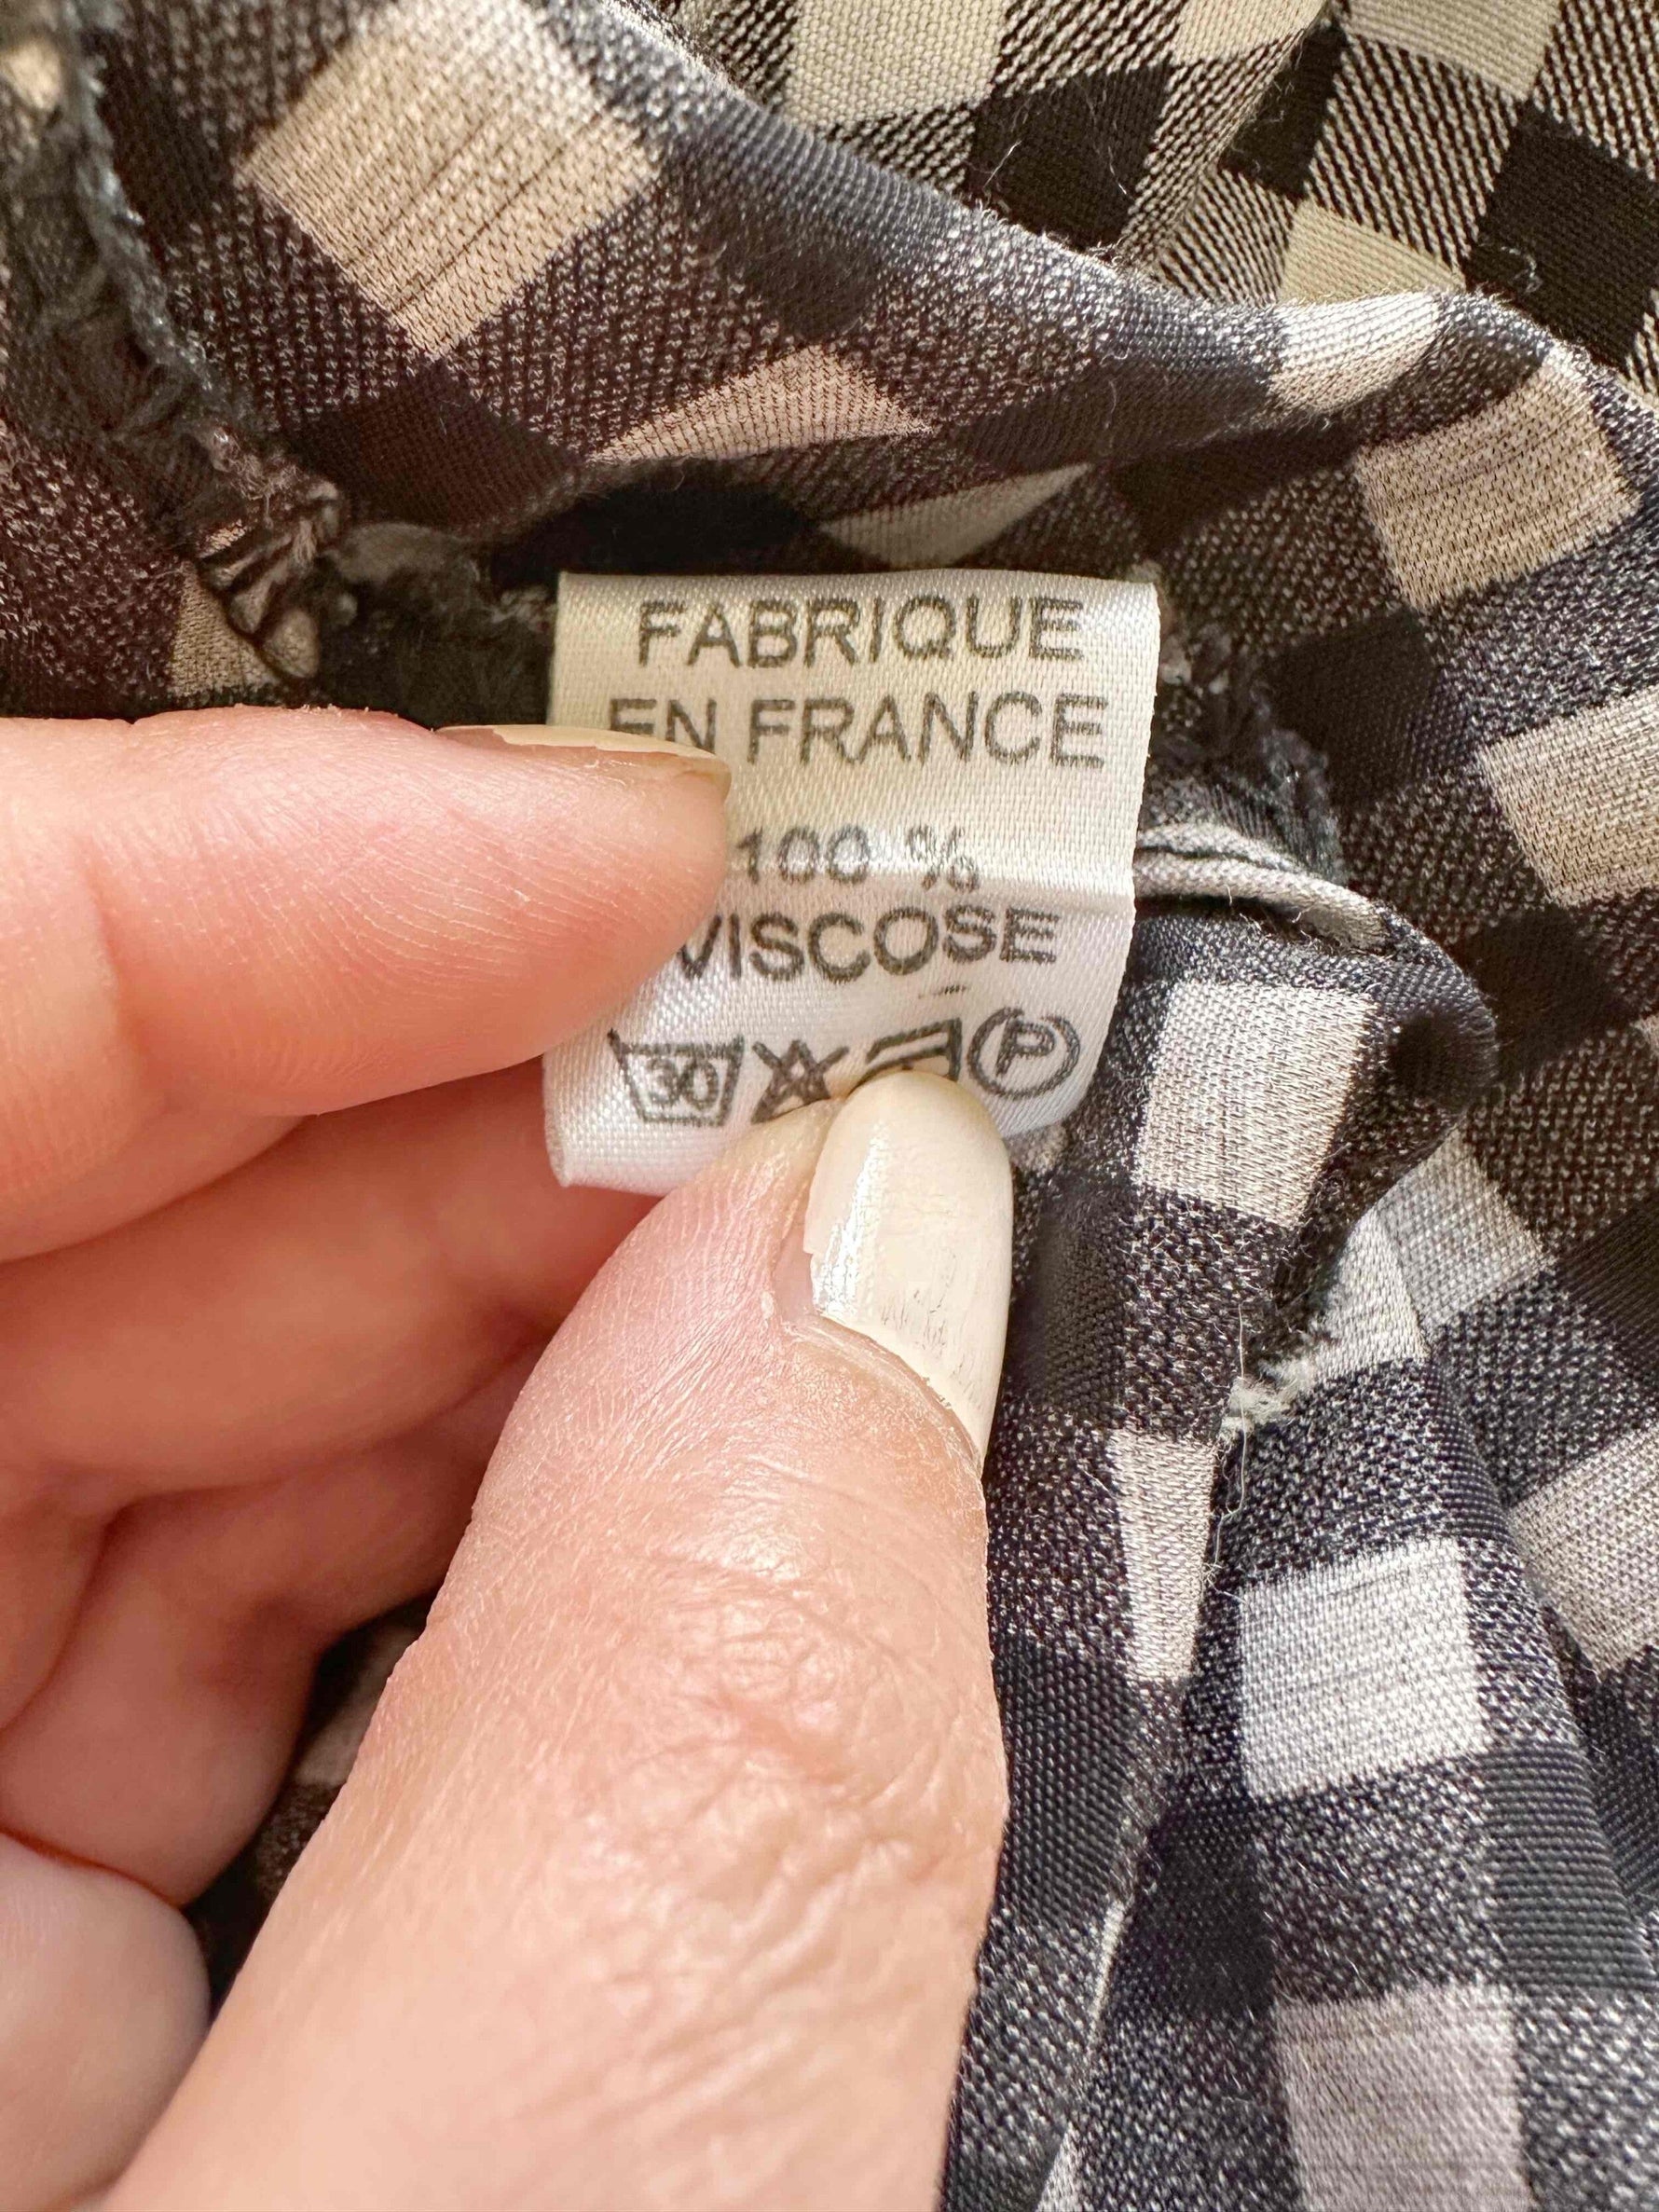 FABRIQUE
EN FRANCE
100 %
VISCOSE
30 P